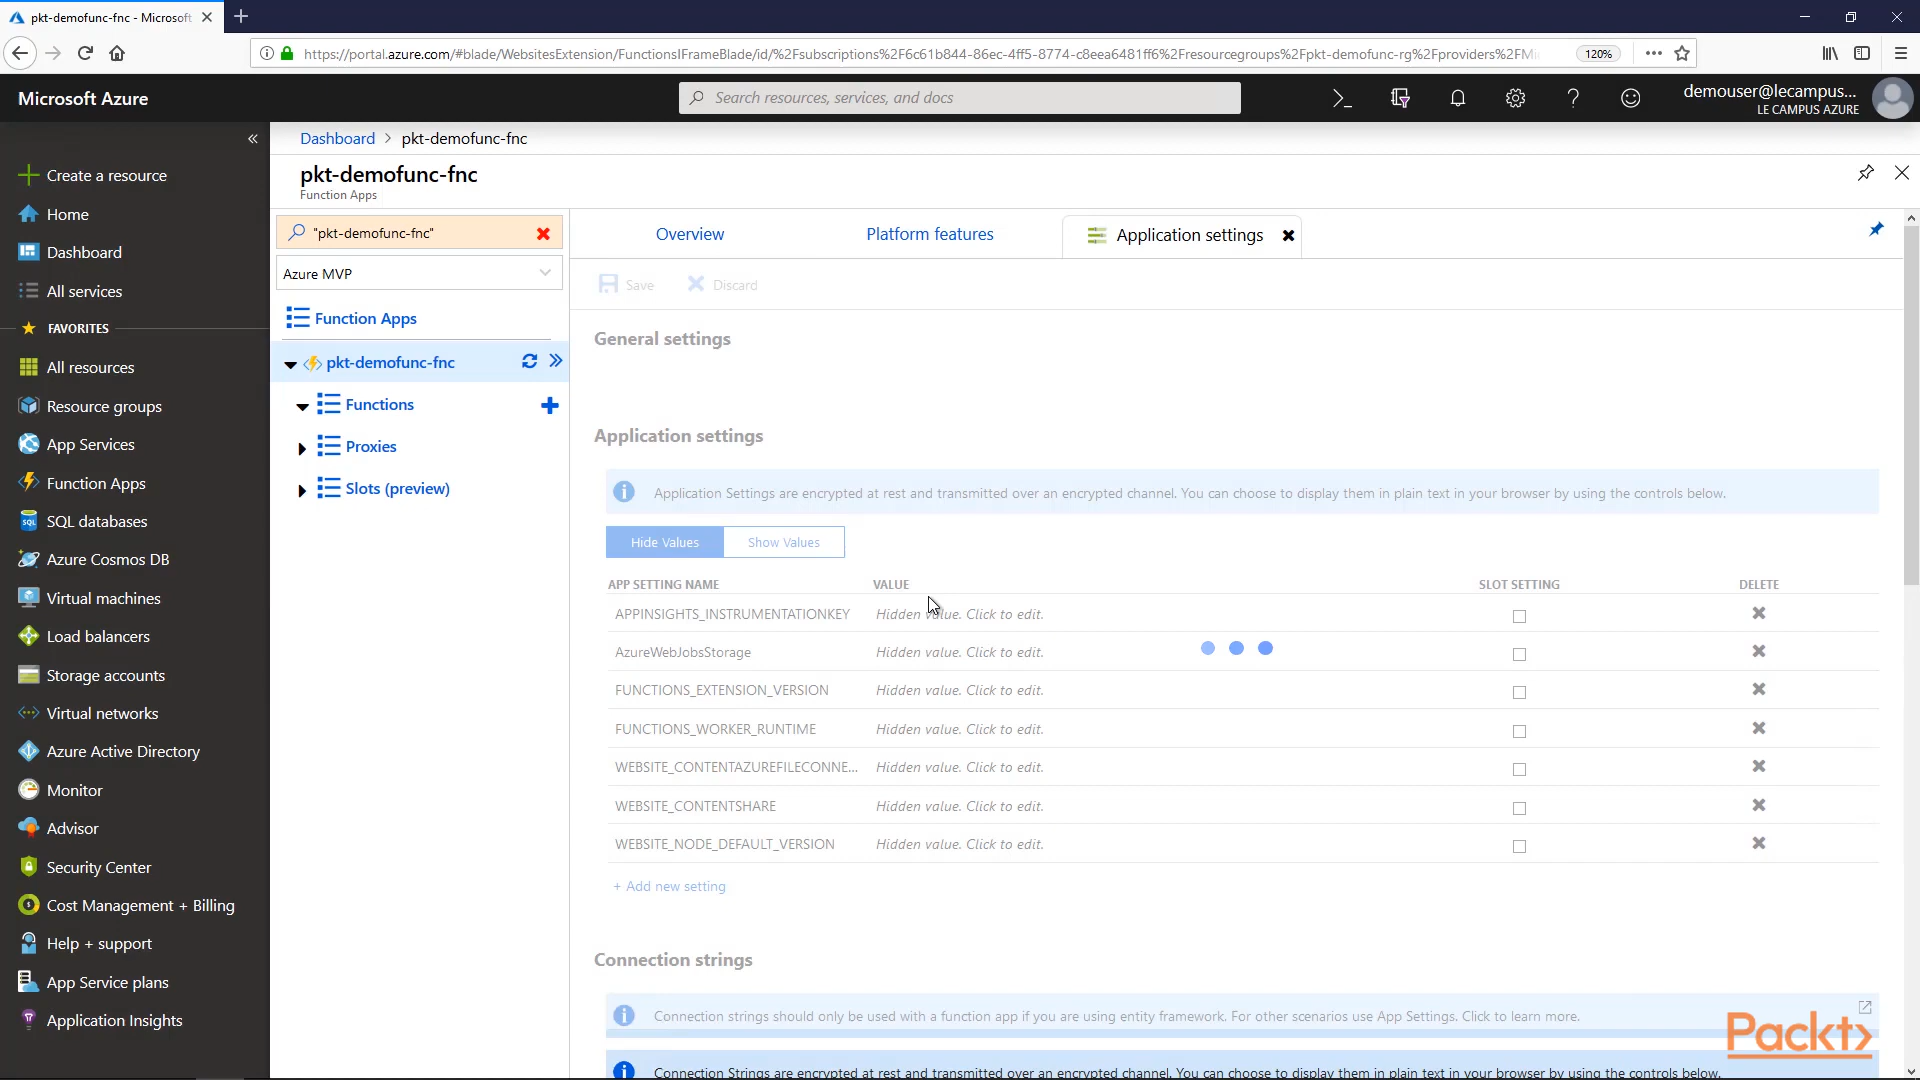 pkt-demofunc-fnc - Microsoft
https://portal.azure.com/#blade/WebsitesExtension/FunctionsIFrameBlade/id/%2Fsubscriptions%2F6c61b844-86ec-4ff5-8774-c8eea6481ff6%2Fresourcegroups%2Fpkt-demofunc-rg%2Fproviders%2FMi
120%
Microsoft Azure
Search resources, services, and docs
demouser@lecampus...
LE CAMPUS AZURE
Create a resource
Home
Dashboard
All services
FAVORITES
All resources
Resource groups
App Services
Function Apps
SQL databases
Azure Cosmos DB
Virtual machines
Load balancers
Storage accounts
Virtual networks
Azure Active Directory
Monitor
Advisor
Security Center
Cost Management + Billing
Help + support
App Service plans
Application Insights
Dashboard > pkt-demofunc-fnc
pkt-demofunc-fnc
Function Apps
"pkt-demofunc-fnc"
Azure MVP
Function Apps
pkt-demofunc-fnc
Functions
Proxies
Slots (preview)
Overview
Platform features
Application settings
Save
Discard
General settings
Application settings
Application Settings are encrypted at rest and transmitted over an encrypted channel. You can choose to display them in plain text in your browser by using the controls below.
Hide Values
Show Values
APP SETTING NAME VALUE SLOT SETTING DELETE
APPINSIGHTS_INSTRUMENTATIONKEY Hidden value. Click to edit.
AzureWebJobsStorage Hidden value. Click to edit.
FUNCTIONS_EXTENSION_VERSION Hidden value. Click to edit.
FUNCTIONS_WORKER_RUNTIME Hidden value. Click to edit.
WEBSITE_CONTENTAZUREFILECONNE... Hidden value. Click to edit.
WEBSITE_CONTENTSHARE Hidden value. Click to edit.
WEBSITE_NODE_DEFAULT_VERSION Hidden value. Click to edit.
+ Add new setting
Connection strings
Connection strings should only be used with a function app if you are using entity framework. For other scenarios use App Settings. Click to learn more.
Connection Strings are encrypted at rest and transmitted over an encrypted channel. You can choose to display them in plain text in your browser by using the controls below.
Packt>